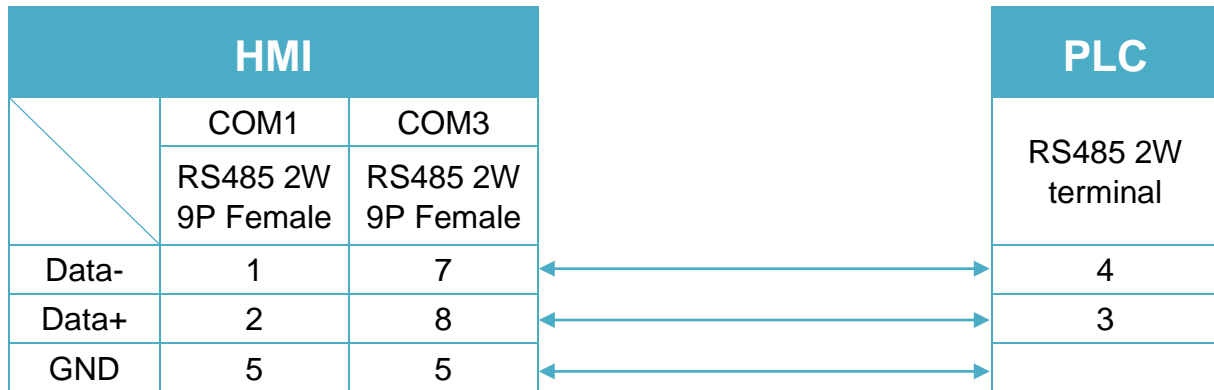 HMI PLC
COM1 COM3
RS485 2W RS485 2W RS485 2W
9P Female 9P Female terminal
Data- 1 7 4
Data+ 2 8 3
GND 5 5